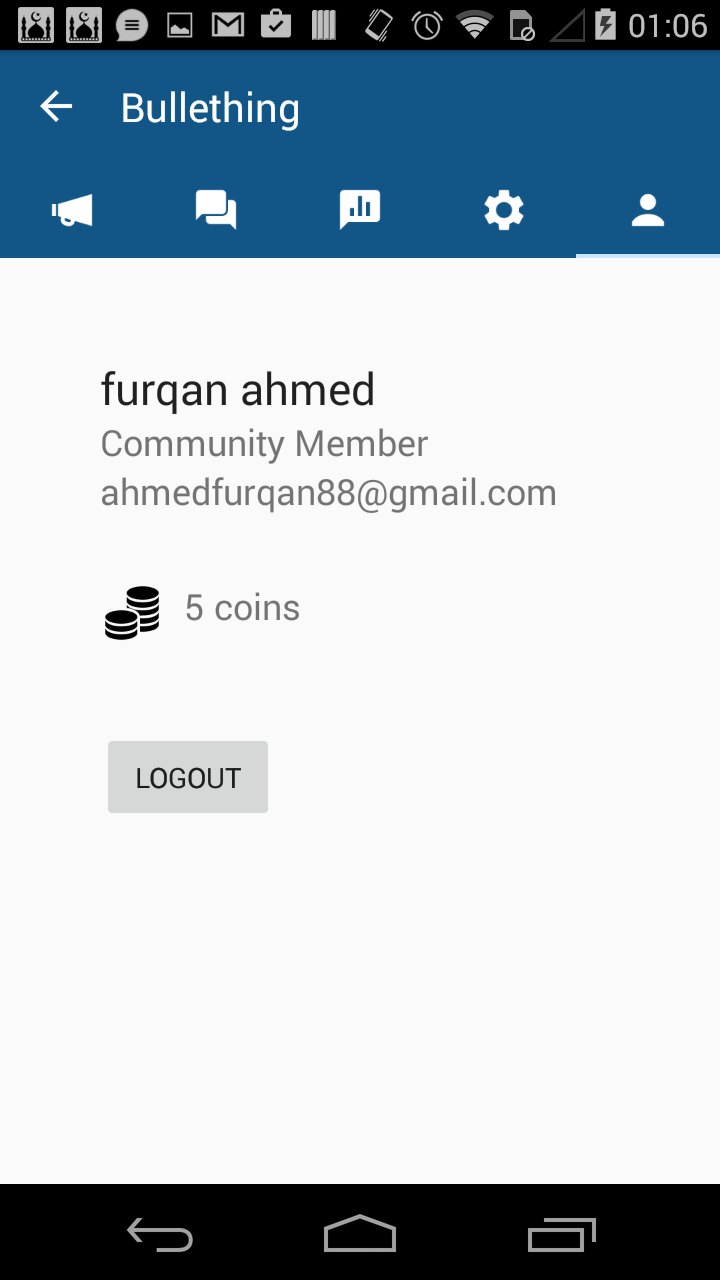 01:06
Bullething
furqan ahmed
Community Member
ahmedfurqan88@gmail.com
5 coins
LOGOUT